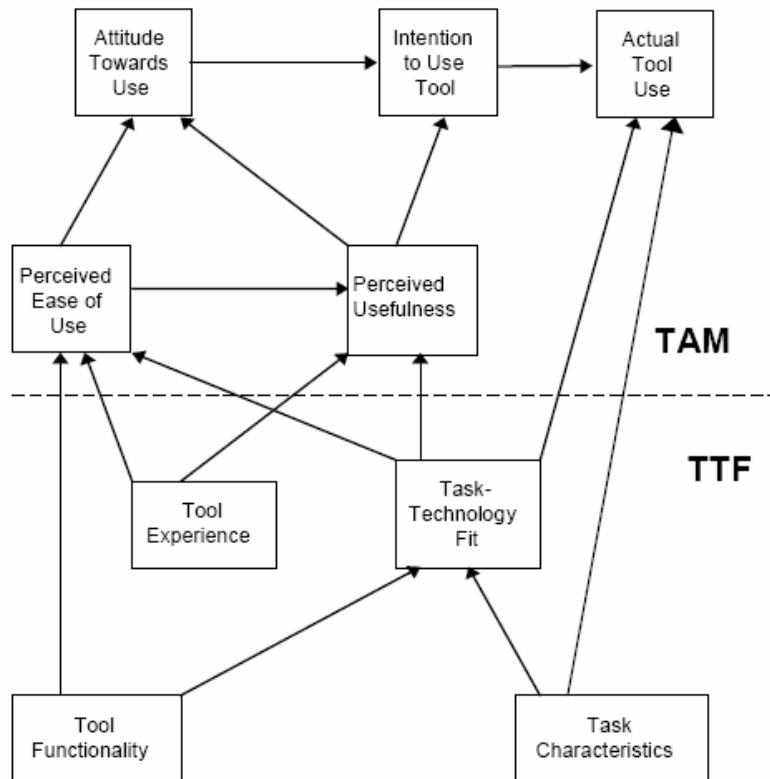 Attitude
Towards
Use
Intention
to Use
Tool
Actual
Tool
Use
Perceived
Ease of
Use
Perceived
Usefulness
TAM
TTF
Tool
Experience
Task-
Technology
Fit
Tool
Functionality
Task
Characteristics